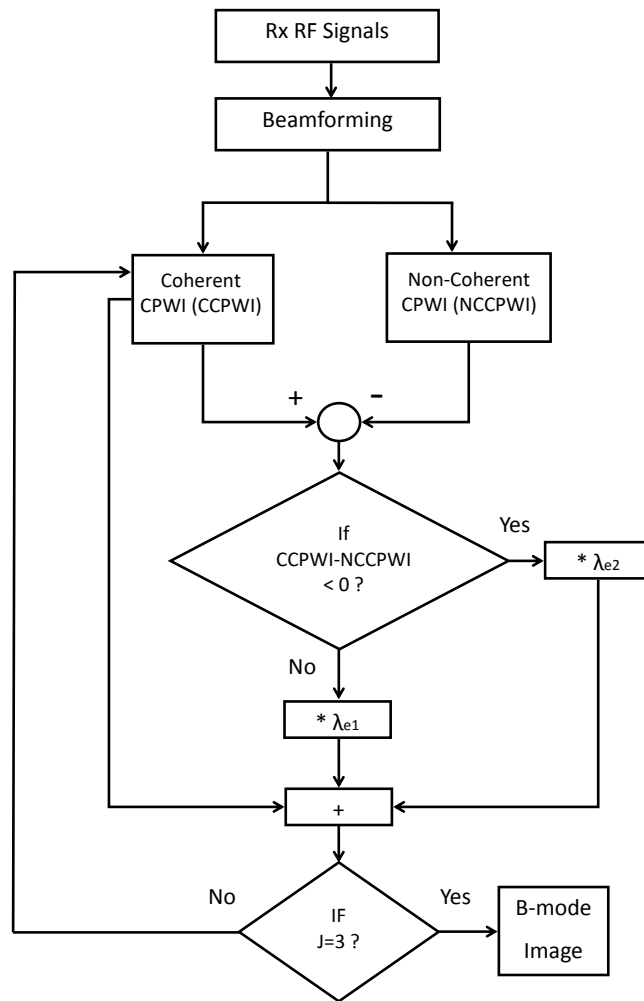 Rx RF Signals
Beamforming
Coherent
CPWI (CCPWI)
Non-Coherent
CPWI (NCCPWI)
+
-
If
CCPWI-NCCPWI
< 0 ?
Yes
* λe2
No
* λe1
+
No
IF
J=3 ?
Yes
B-mode
Image